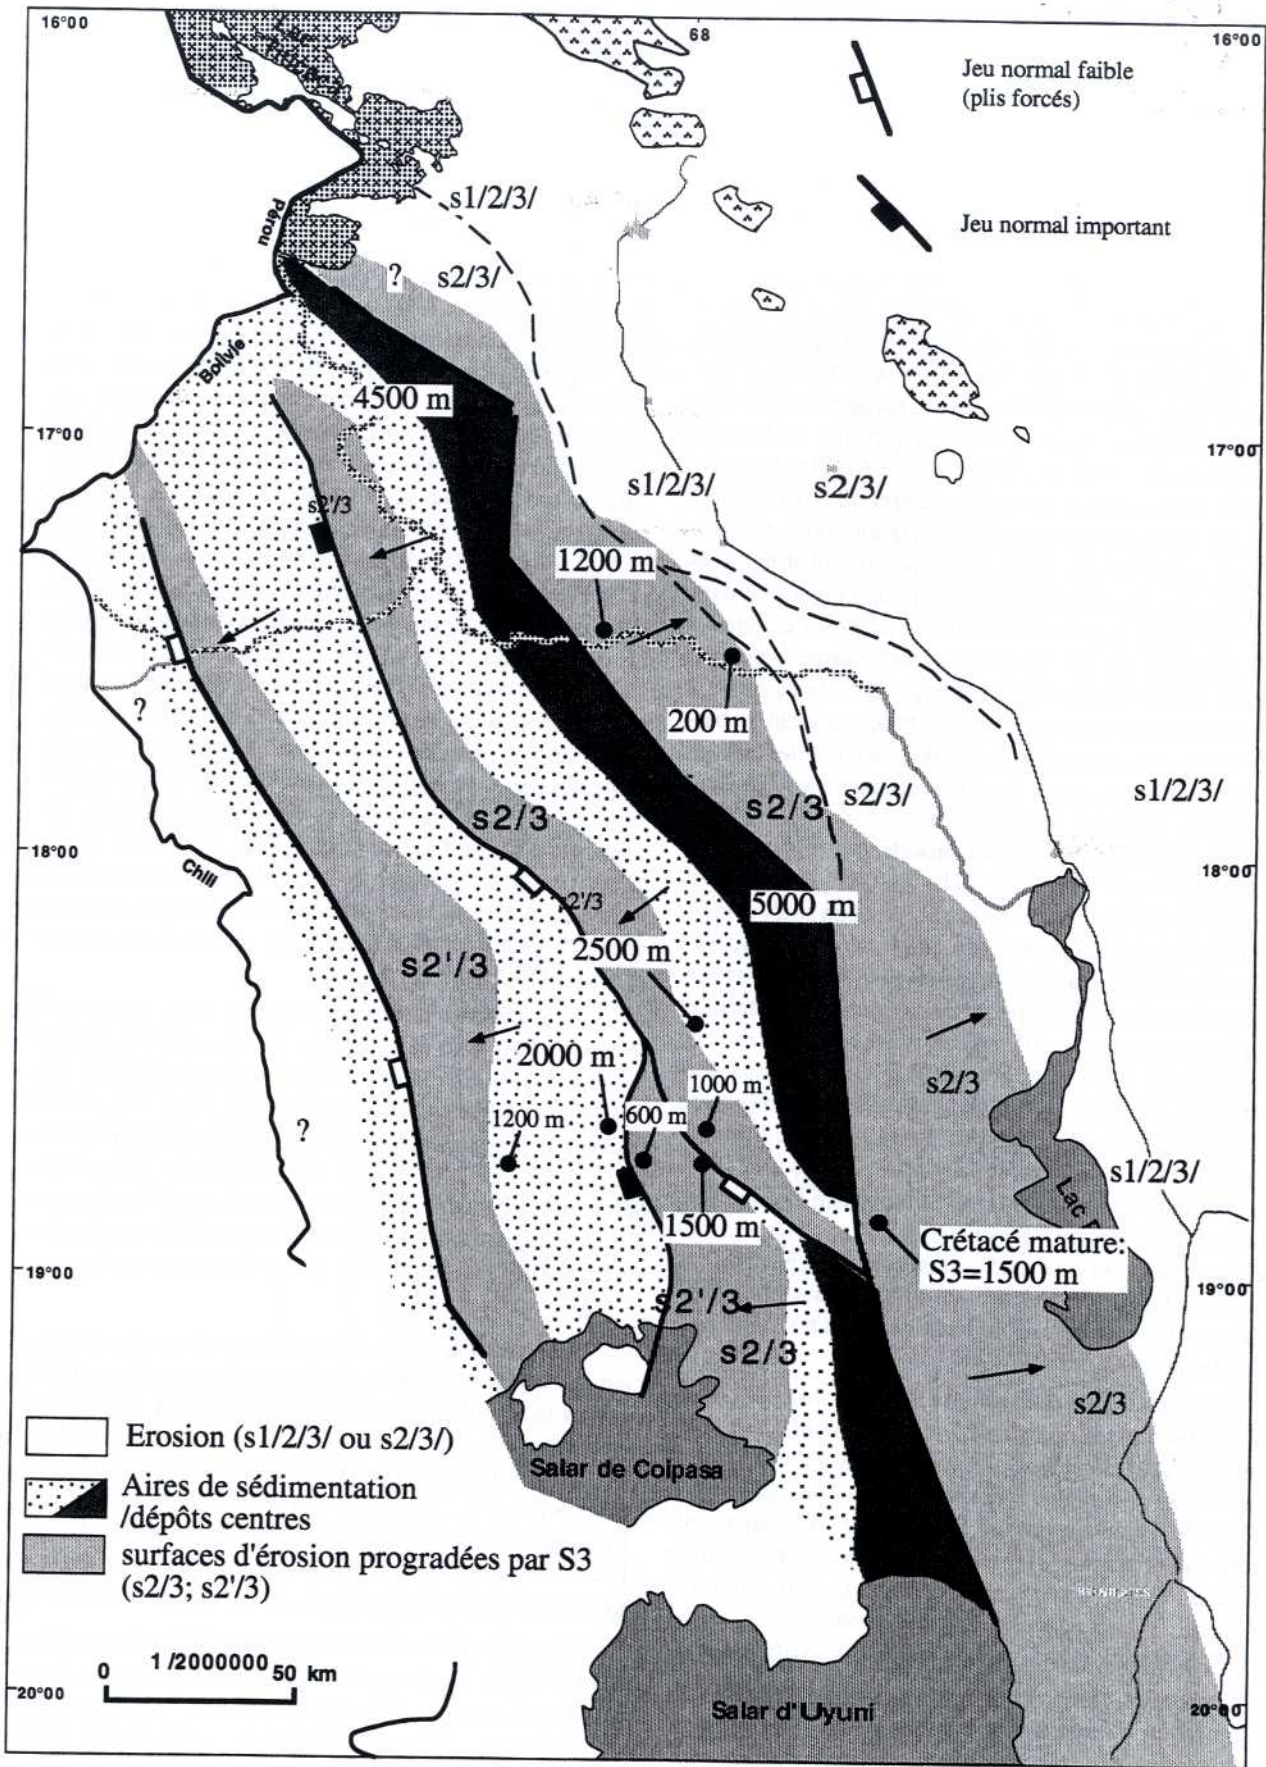 16°00
68
16°00
Jeu normal faible
(plis forcés)
Jeu normal important
Pérou
s1/2/3/
?
s2/3/
Bolivie
4500 m
17°00
17°00
s1/2/3/
s2/3/
s2'/3
1200 m
200 m
?
s2/3
s2/3
s2/3/
s1/2/3/
18°00
18°00
Chili
2'/3
5000 m
2500 m
s2'/3
2000 m
1000 m
s2/3
1200 m
600 m
?
s1/2/3/
Lac
1500 m
Crétacé mature:
S3=1500 m
19°00
19°00
s2'/3
s2/3
s2/3
Erosion (s1/2/3/ ou s2/3/)
Salar de Coipasa
Aires de sédimentation
/dépôts centres
surfaces d'érosion progradées par S3
(s2/3; s2'/3)
0 1/2000000 50 km
20°00
Salar d'Uyuni
20°00